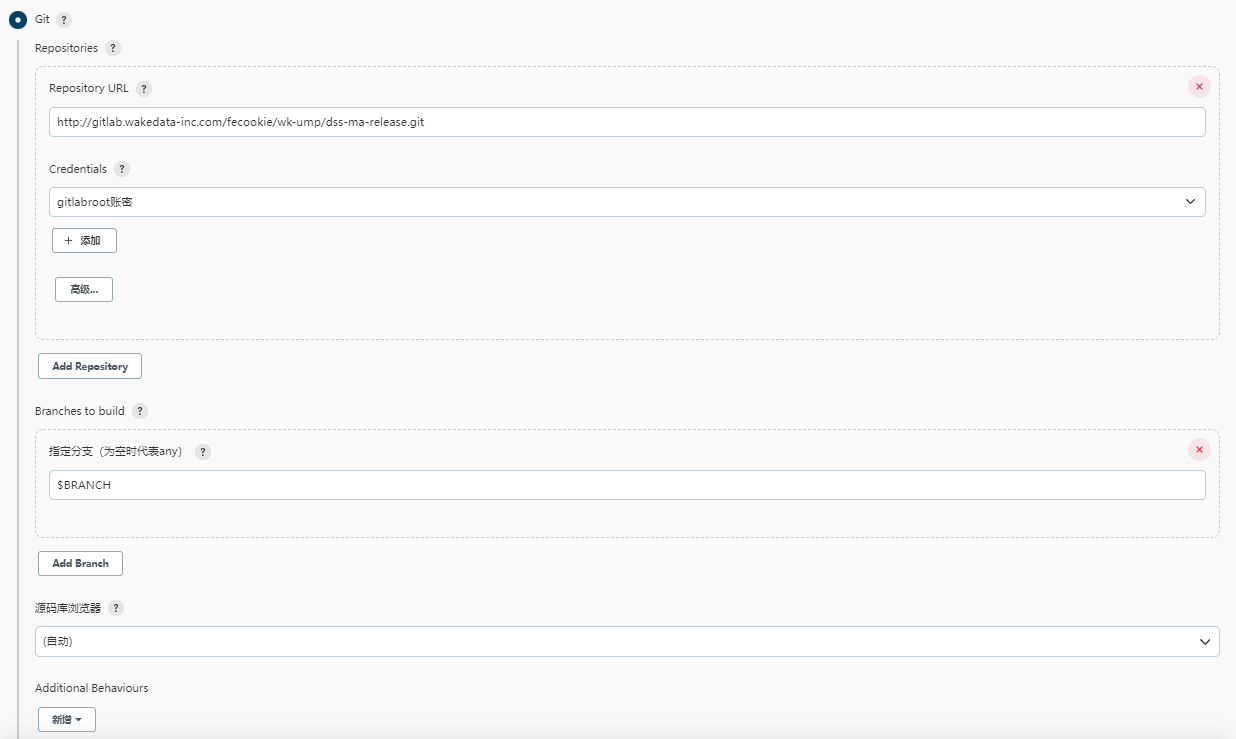 Git ?
Repositories ?
Repository URL ?
http://gitlab.wakedata-inc.com/fecookie/wk-ump/dss-ma-release.git
Credentials ?
gitlabroot账密
+ 添加
高级...
Add Repository
Branches to build ?
指定分支（为空时代表any） ?
$BRANCH
Add Branch
源码库浏览器 ?
(自动)
Additional Behaviours
新增